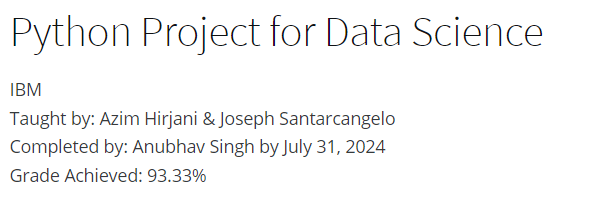 Python Project for Data Science
IBM
Taught by: Azim Hirjani & Joseph Santarcangelo
Completed by: Anubhav Singh by July 31, 2024
Grade Achieved: 93.33%